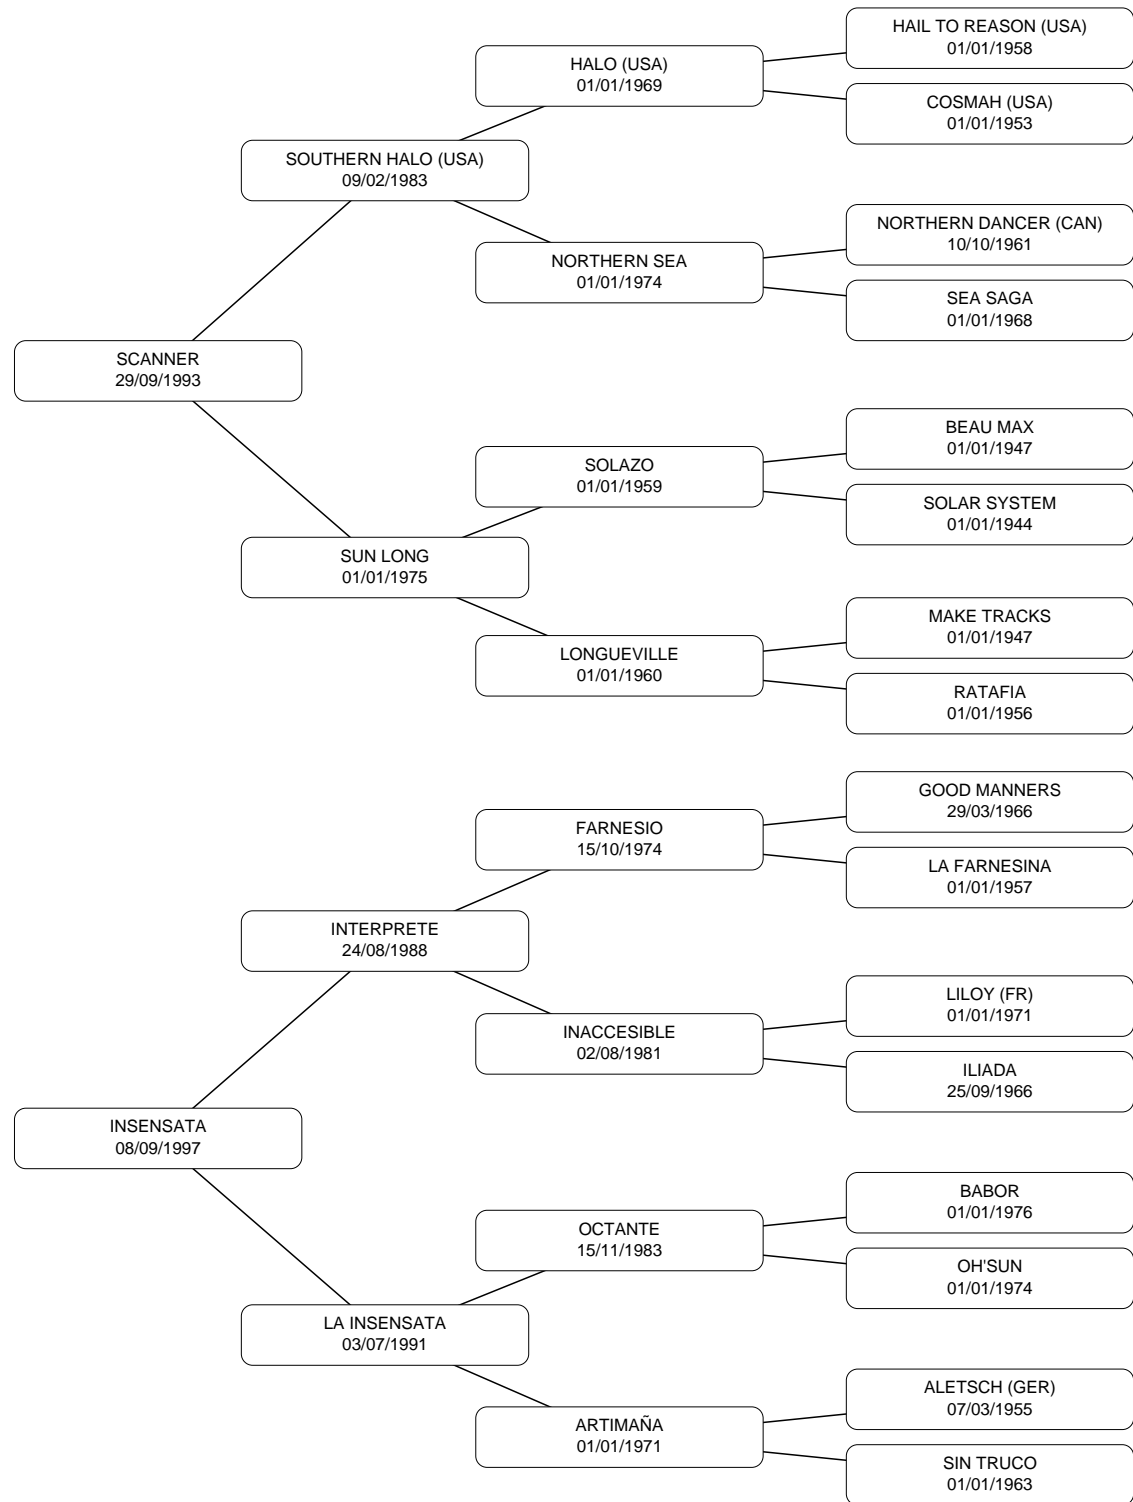 HAIL TO REASON (USA)
01/01/1958
HALO (USA)
01/01/1969
COSMAH (USA)
01/01/1953
SOUTHERN HALO (USA)
09/02/1983
NORTHERN DANCER (CAN)
10/10/1961
NORTHERN SEA
01/01/1974
SEA SAGA
01/01/1968
SCANNER
29/09/1993
BEAU MAX
01/01/1947
SOLAZO
01/01/1959
SOLAR SYSTEM
01/01/1944
SUN LONG
01/01/1975
MAKE TRACKS
01/01/1947
LONGUEVILLE
01/01/1960
RATAFIA
01/01/1956
GOOD MANNERS
29/03/1966
FARNESIO
15/10/1974
LA FARNESINA
01/01/1957
INTERPRETE
24/08/1988
LILOY (FR)
01/01/1971
INACCESIBLE
02/08/1981
ILIADA
25/09/1966
INSENSATA
08/09/1997
BABOR
01/01/1976
OCTANTE
15/11/1983
OH'SUN
01/01/1974
LA INSENSATA
03/07/1991
ALETSCH (GER)
07/03/1955
ARTIMAÑA
01/01/1971
SIN TRUCO
01/01/1963